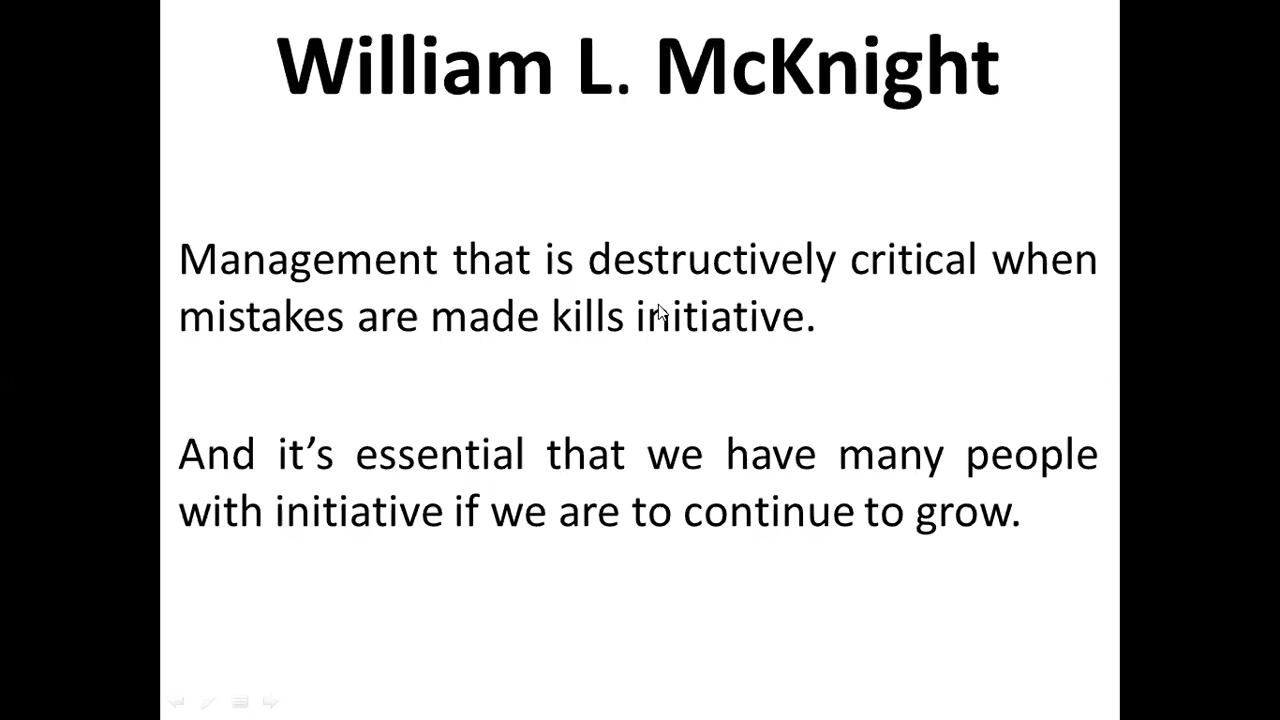 William L. McKnight
Management that is destructively critical when
mistakes are made kills initiative.
And it’s essential that we have many people
with initiative if we are to continue to grow.